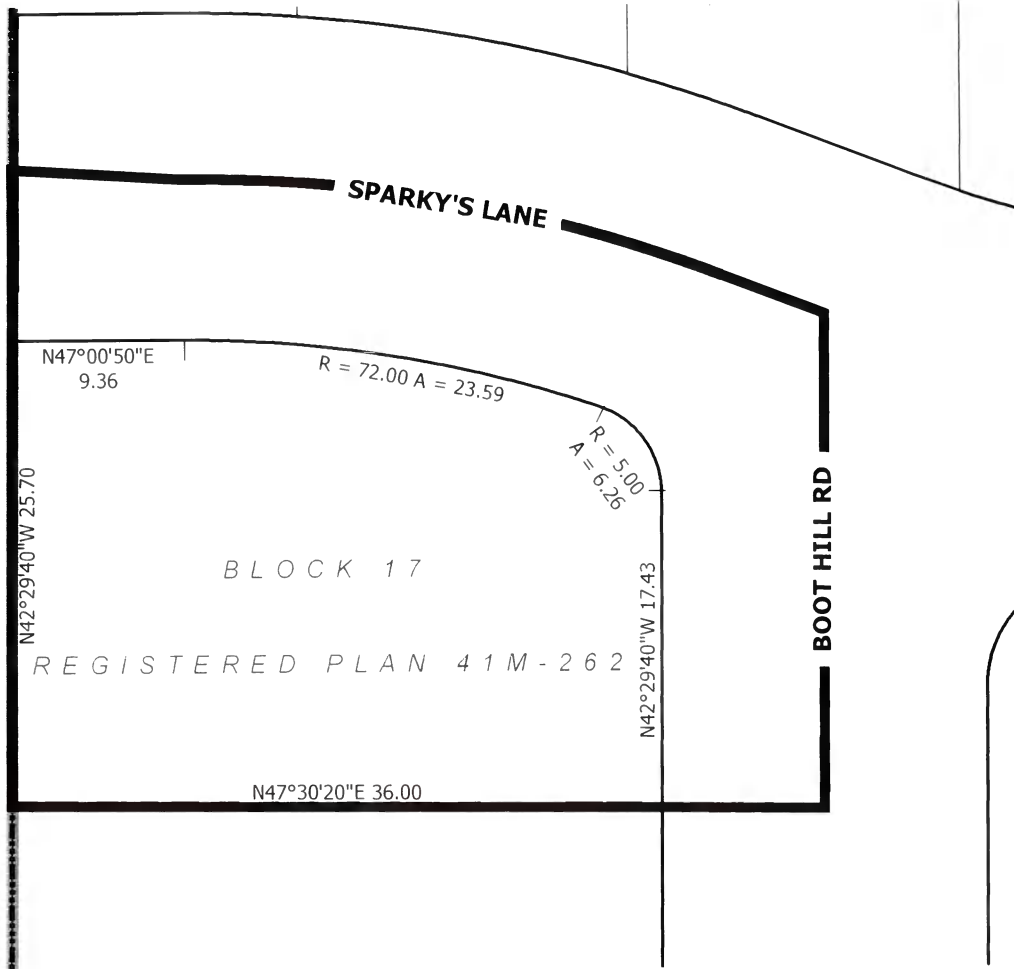 SPARKY'S LANE
N47°00'50"E
9.36
R = 72.00 A = 23.59
R = 5.00
A = 6.26
N42°29'40"W 25.70
BLOCK 17
BOOT HILL RD
N42°29'40"W 17.43
REGISTERED PLAN 41M-262
N47°30'20"E 36.00